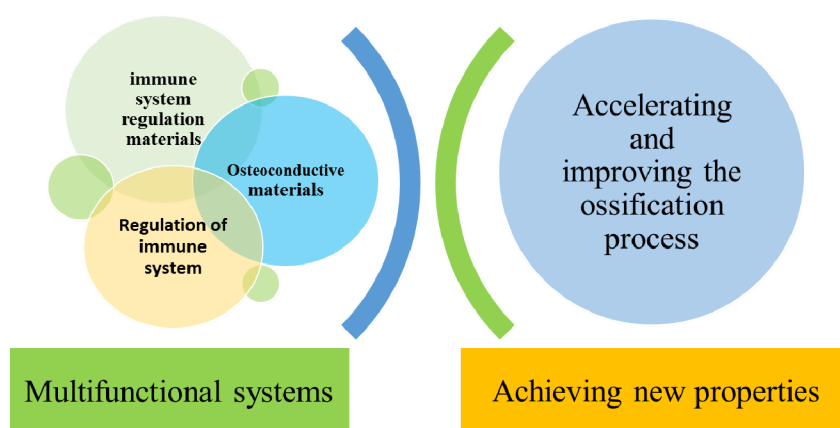 immune
system
regulation
materials
Osteoconductive
materials
Regulation of
immune
system
Accelerating
and
improving the
ossification
process
Multifunctional systems
Achieving new properties